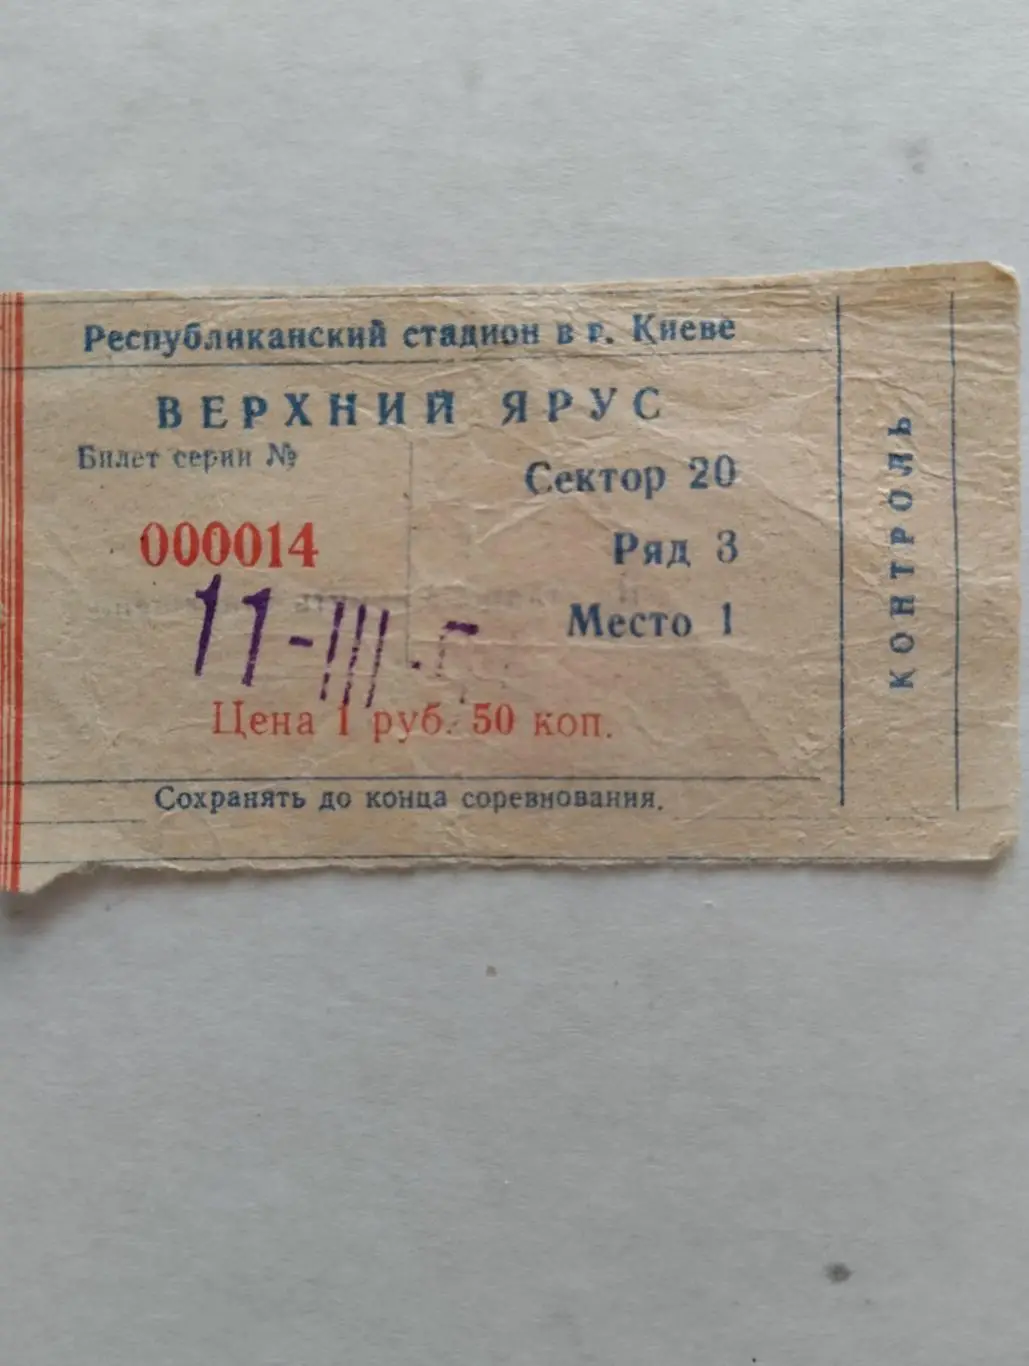 Республиканский стадион в г. Киеве
ВЕРХНИЙ ЯРУС
Билет серии №
000014
11-III-
Сектор 20
Ряд 3
Место 1
Цена 1 руб. 50 коп.
Сохранять до конца соревнования.
КОНТРОЛЬ